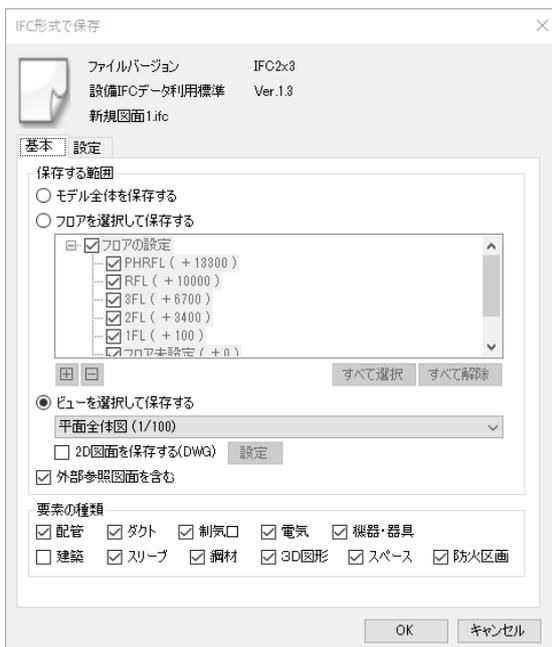 IFC形式で保存
ファイルバージョン IFC2x3
設備IFCデータ利用標準 Ver.1.3
新規図面1.ifc
基本 設定
保存する範囲
モデル全体を保存する
フロアを選択して保存する
フロアの設定
PHRFL ( +13300 )
RFL ( +10000 )
3FL ( +6700 )
2FL ( +3400 )
1FL ( +100 )
フロア未設定 ( ±0 )
すべて選択 すべて解除
ビューを選択して保存する
平面全体図 (1/100)
2D図面を保存する(DWG) 設定
外部参照図面を含む
要素の種類
配管 ダクト 制気口 電気 機器・器具
建築 スリーブ 鋼材 3D図形 スペース 防火区画
OK キャンセル